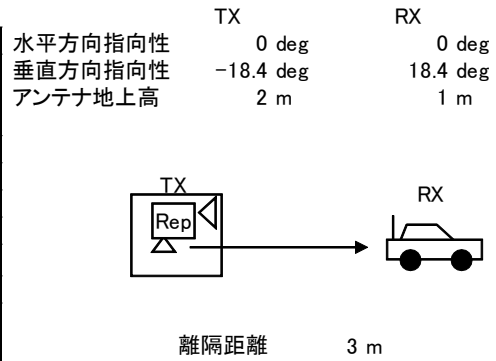 TX RX
水平方向指向性 0 deg 0 deg
垂直方向指向性 -18.4 deg 18.4 deg
アンテナ地上高 2 m 1 m
TX
RX
Rep
離隔距離 3 m